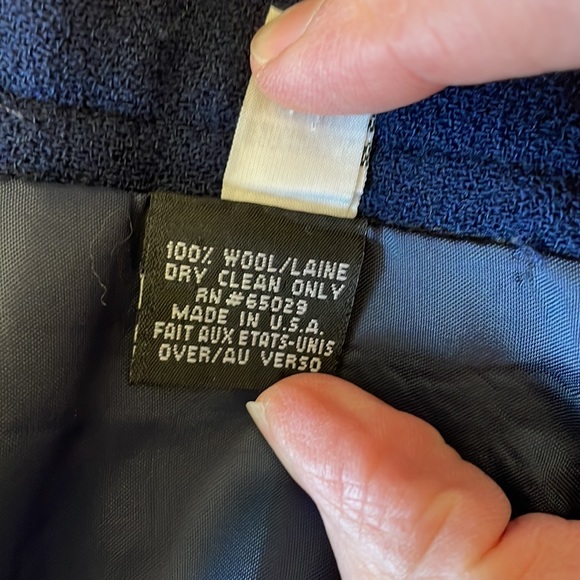 100% WOOL/LAINE
DRY CLEAN ONLY
RN #65029
MADE IN U.S.A.
FAIT AUX ETATS-UNIS
OVER/AU VERSO